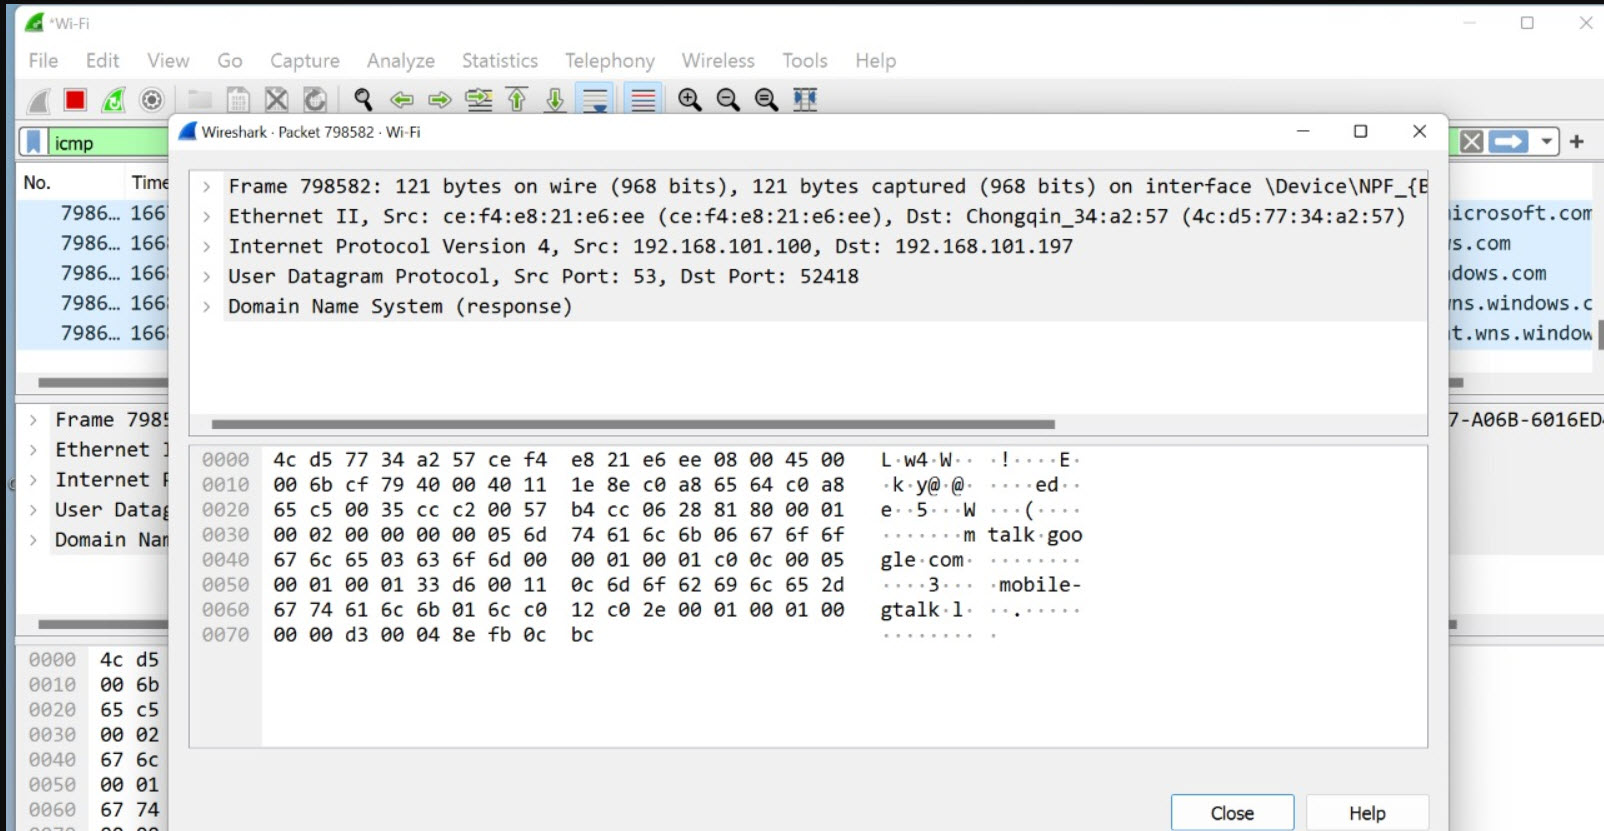 *Wi-Fi
File Edit View Go Capture Analyze Statistics Telephony Wireless Tools Help
icmp
Wireshark · Packet 798582 · Wi-Fi
No. Time
7986... 166
7986... 166
7986... 166
7986... 166
7986... 166
icrosoft.com
s.com
dows.com
ns.windows.c
t.wns.window
Frame 798582: 121 bytes on wire (968 bits), 121 bytes captured (968 bits) on interface \Device\NPF_{B
Ethernet II, Src: ce:f4:e8:21:e6:ee (ce:f4:e8:21:e6:ee), Dst: Chongqin_34:a2:57 (4c:d5:77:34:a2:57)
Internet Protocol Version 4, Src: 192.168.101.100, Dst: 192.168.101.197
User Datagram Protocol, Src Port: 53, Dst Port: 52418
Domain Name System (response)
Frame 798
Ethernet
Internet
User Datag
Domain Nam
7-A06B-6016ED
0000 4c d5 77 34 a2 57 ce f4 e8 21 e6 ee 08 00 45 00 L·w4·W·· ·!····E·
0010 00 6b cf 79 40 00 40 11 1e 8e c0 a8 65 64 c0 a8 ·k·y@·@· ····ed··
0020 65 c5 00 35 cc c2 00 57 b4 cc 06 28 81 80 00 01 e··5···W ···(····
0030 00 02 00 00 00 00 05 6d 74 61 6c 6b 06 67 6f 6f ·······m talk·goo
0040 67 6c 65 03 63 6f 6d 00 00 01 00 01 c0 0c 00 05 gle·com· ········
0050 00 01 00 01 33 d6 00 11 0c 6d 6f 62 69 6c 65 2d ····3··· ·mobile-
0060 67 74 61 6c 6b 01 6c c0 12 c0 2e 00 01 00 01 00 gtalk·l· ··.·····
0070 00 00 d3 00 04 8e fb 0c bc ········ ·
0000 4c d5
0010 00 6b
0020 65 c5
0030 00 02
0040 67 6c
0050 00 01
0060 67 74
Close Help